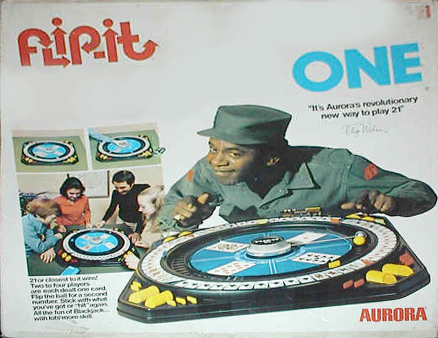 FLIP-it
ONE
"It's Aurora's revolutionary
new way to play 21"
Flip Wilson
21 or closest to it wins!
Two to four players
are each dealt one card.
Flip the ball for a second
number. Stick with what
you've got or "hit" again.
All the fun of Blackjack...
with lots more skill.
AURORA